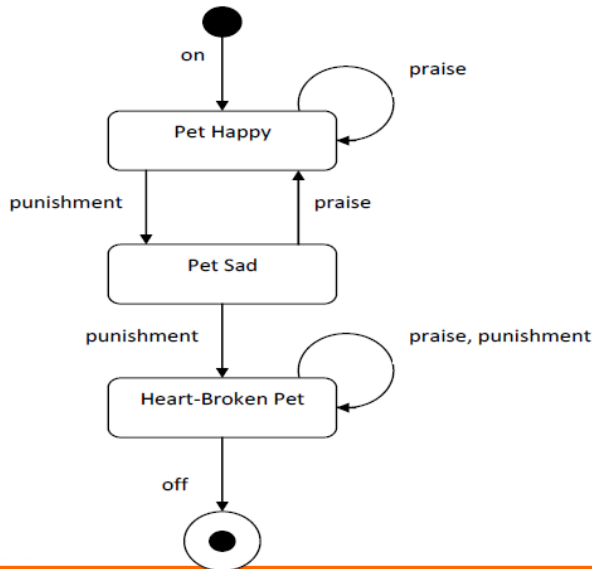 on
praise
Pet Happy
punishment
praise
Pet Sad
punishment
praise, punishment
Heart-Broken Pet
off